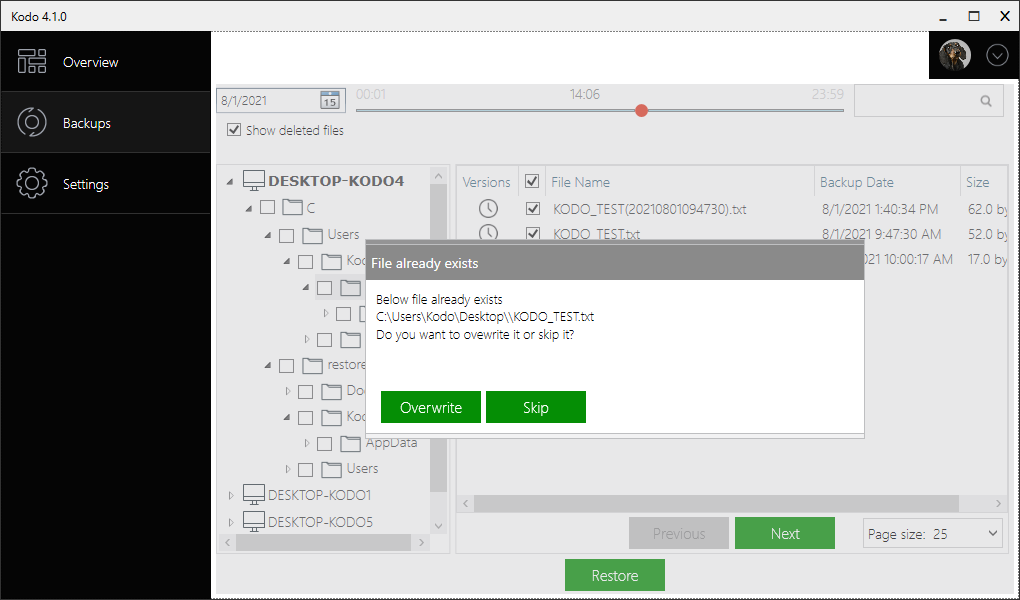 Kodo 4.1.0
Overview
Backups
Settings
8/1/2021
15
00:01
14:06
23:59
Show deleted files
DESKTOP-KODO4
C
Users
restore
AppData
Users
DESKTOP-KODO1
DESKTOP-KODO5
Versions File Name Backup Date Size
KODO_TEST(20210801094730).txt 8/1/2021 1:40:34 PM 62.0 by
KODO_TEST.txt 8/1/2021 9:47:30 AM 52.0 by
021 10:00:17 AM 17.0 by
File already exists
Below file already exists
C:\Users\Kodo\Desktop\\KODO_TEST.txt
Do you want to ovewrite it or skip it?
Overwrite Skip
Previous Next Page size: 25
Restore